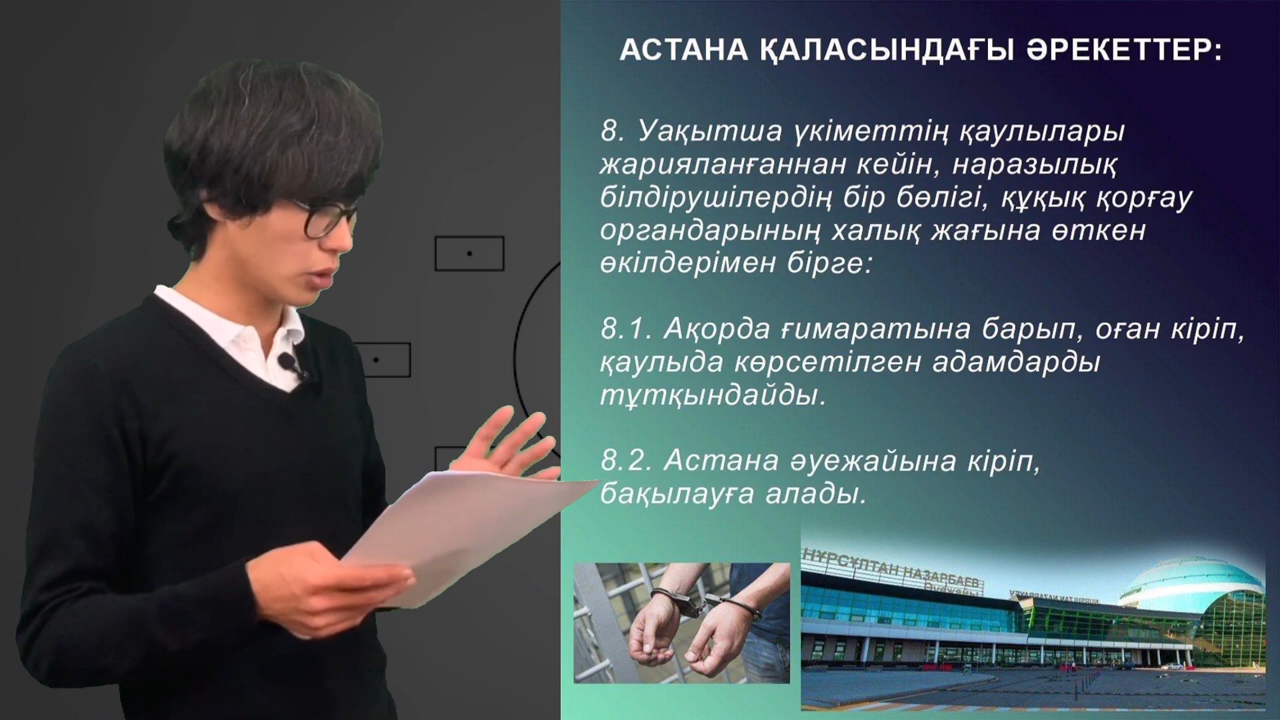 АСТАНА ҚАЛАСЫНДАҒЫ ӘРЕКЕТТЕР:
8. Уақытша үкіметтің қаулылары
жарияланғаннан кейін, наразылық
білдірушілердің бір бөлігі, құқық қорғау
органдарының халық жағына өткен
өкілдерімен бірге:
8.1. Ақорда ғимаратына барып, оған кіріп,
қаулыда көрсетілген адамдарды
тұтқындайды.
8.2. Астана әуежайына кіріп,
бақылауға алады.
НҰРСҰЛТАН НАЗАРБАЕВ